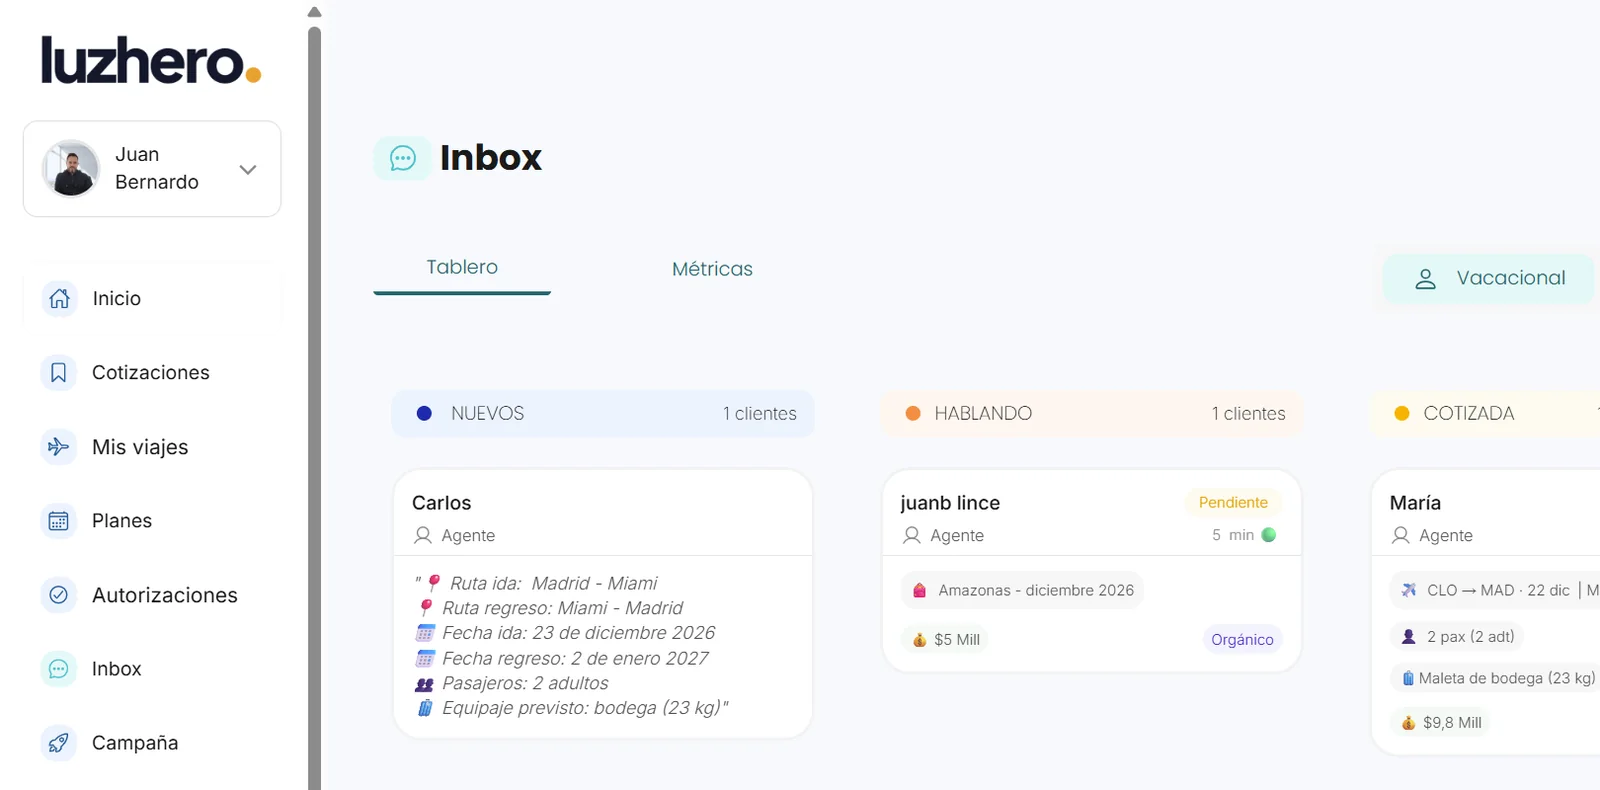 luzhero.
Juan
Bernardo
Inicio
Cotizaciones
Mis viajes
Planes
Autorizaciones
Inbox
Campaña
Inbox
Tablero
Métricas
Vacacional
NUEVOS
1 clientes
Carlos
Agente
"📍 Ruta ida: Madrid - Miami
📍 Ruta regreso: Miami - Madrid
📅 Fecha ida: 23 de diciembre 2026
📅 Fecha regreso: 2 de enero 2027
👥 Pasajeros: 2 adultos
🧳 Equipaje previsto: bodega (23 kg)"
HABLANDO
1 clientes
juanb lince
Pendiente
Agente
5 min
🎒 Amazonas - diciembre 2026
💰 $5 Mill
Orgánico
COTIZADA
María
Agente
✈️ CLO → MAD · 22 dic | M
👤 2 pax (2 adt)
🧳 Maleta de bodega (23 kg)
💰 $9,8 Mill